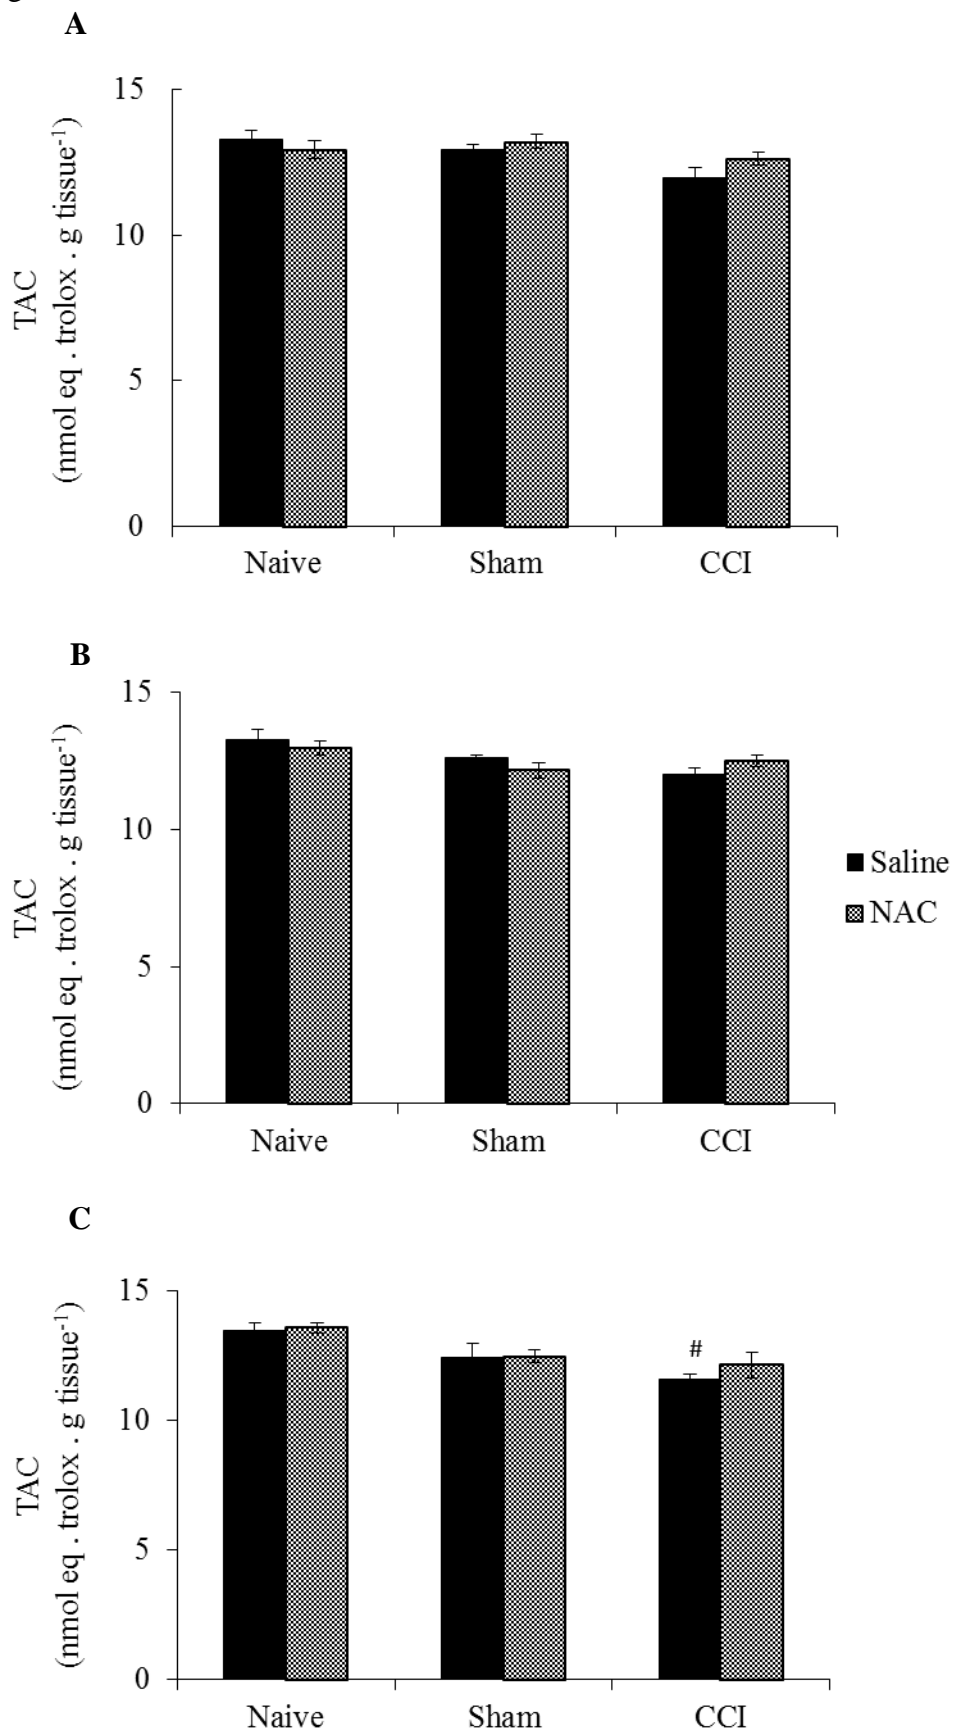 A
15
10
5
0
TAC
(nmol eq . trolox . g tissue-1)
Naive Sham CCI
B
15
10
5
0
TAC
(nmol eq . trolox . g tissue-1)
Naive Sham CCI
Saline
NAC
C
15
10
5
0
TAC
(nmol eq . trolox . g tissue-1)
#
Naive Sham CCI